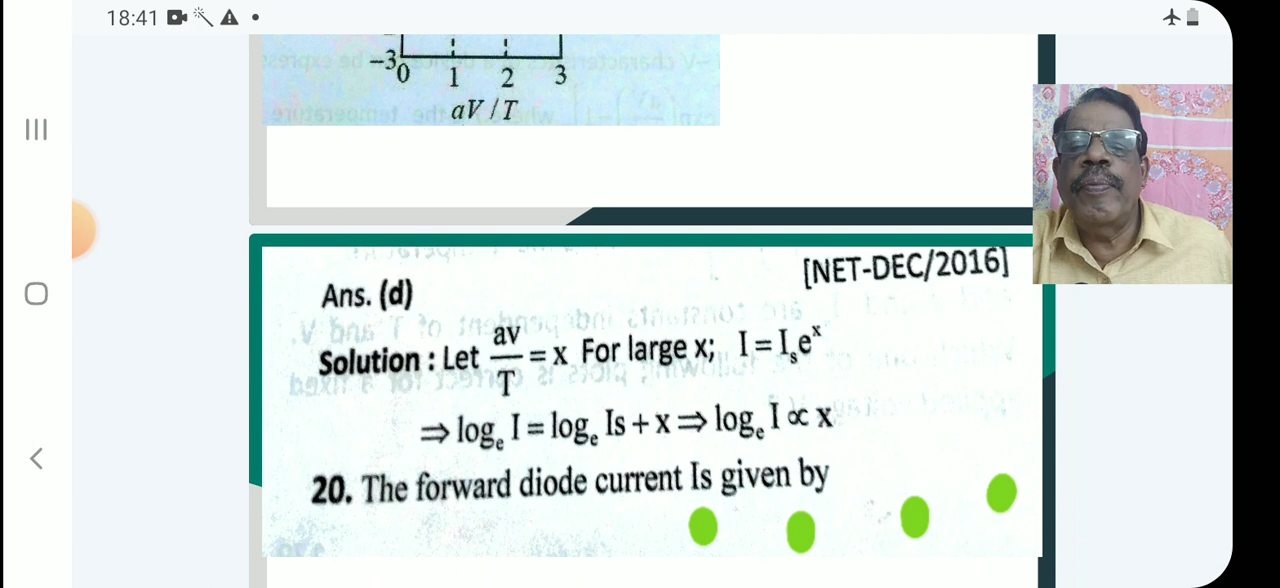 18:41
−3
0 1 2 3
aV / T
[NET-DEC/2016]
Ans. (d)
Solution : Let av/T = x For large x; I = Iₛeˣ
⇒ logₑ I = logₑ Is + x ⇒ logₑ I ∝ x
20. The forward diode current Is given by